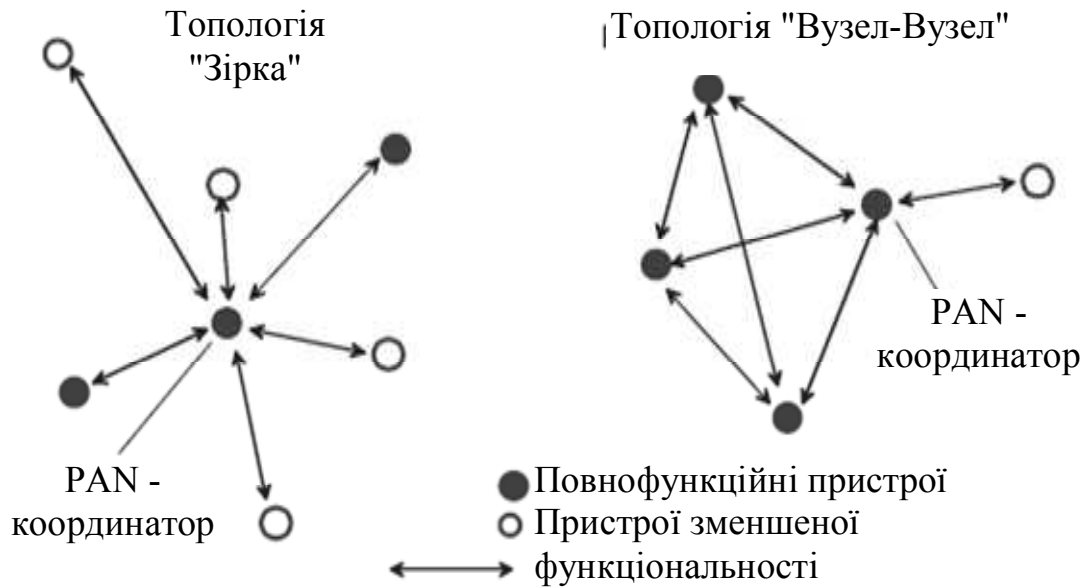 Топологія
"Зірка"
Топологія "Вузел-Вузел"
PAN -
координатор
PAN -
координатор
Повнофункційні пристрої
Пристрої зменшеної
функціональності